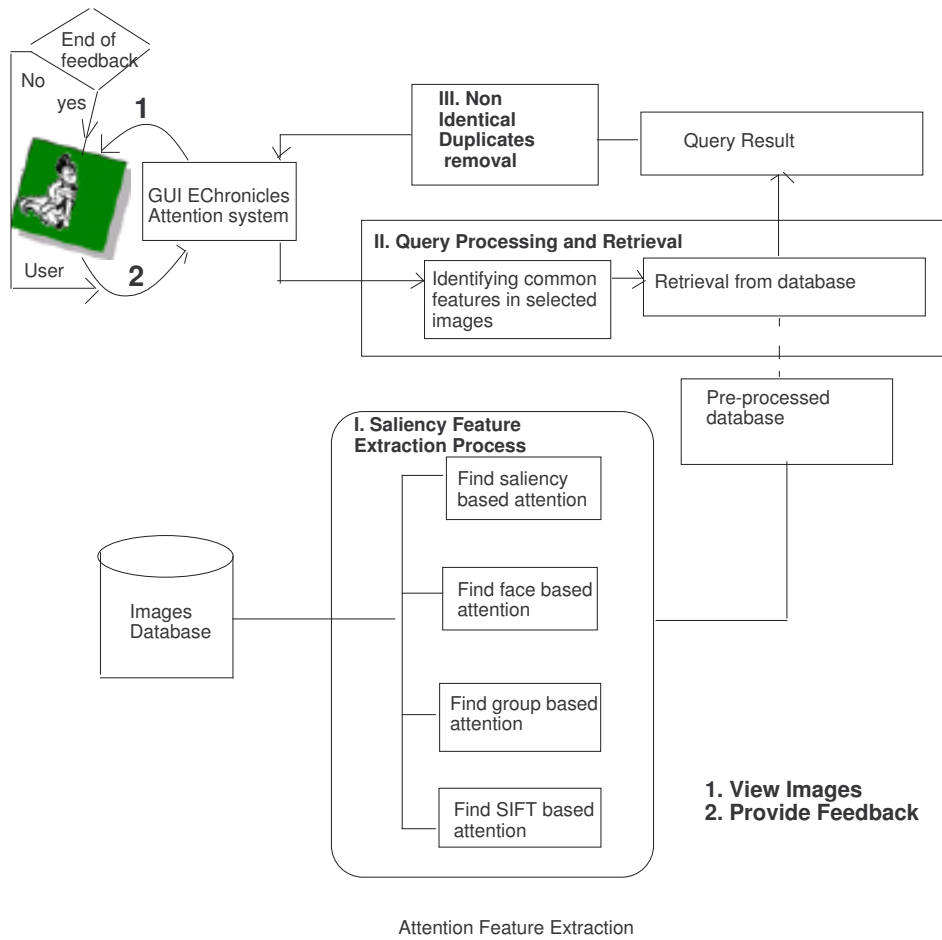 End of
feedback
No
yes
1
2
User
GUI EChronicles
Attention system
III. Non
Identical
Duplicates
removal
Query Result
II. Query Processing and Retrieval
Identifying common
features in selected
images
Retrieval from database
Pre-processed
database
I. Saliency Feature
Extraction Process
Find saliency
based attention
Find face based
attention
Find group based
attention
Find SIFT based
attention
Images
Database
1. View Images
2. Provide Feedback
Attention Feature Extraction